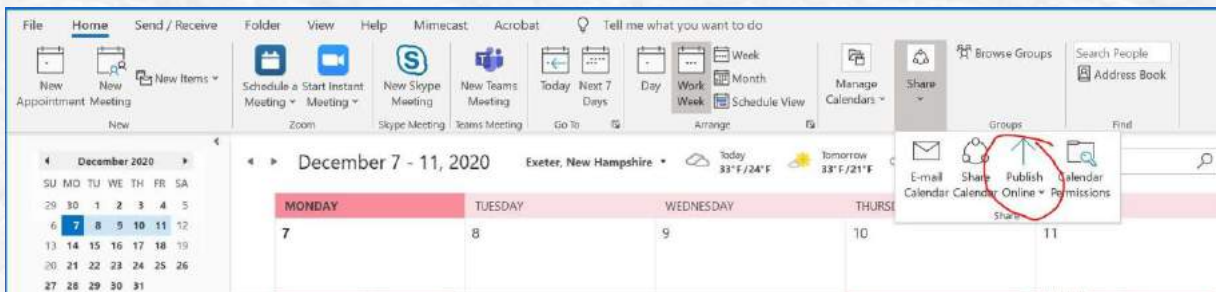 File Home Send / Receive Folder View Help Mimecast Acrobat Tell me what you want to do
New Appointment
New Meeting
New Items
New
Schedule a Meeting
Start Instant Meeting
Zoom
New Skype Meeting
Skype Meeting
New Teams Meeting
Teams Meeting
Today
Next 7 Days
Go To
Day
Work Week
Week
Month
Schedule View
Arrange
Manage Calendars
Share
Browse Groups
Groups
Search People
Address Book
Find
E-mail Calendar
Share Calendar
Publish Online
Calendar Permissions
Share
December 2020
SU MO TU WE TH FR SA
29 30 1 2 3 4 5
6 7 8 9 10 11 12
13 14 15 16 17 18 19
20 21 22 23 24 25 26
27 28 29 30 31
December 7 - 11, 2020
Exeter, New Hampshire
Today
33°F/24°F
Tomorrow
33°F/21°F
MONDAY TUESDAY WEDNESDAY THURS
7 8 9 10 11